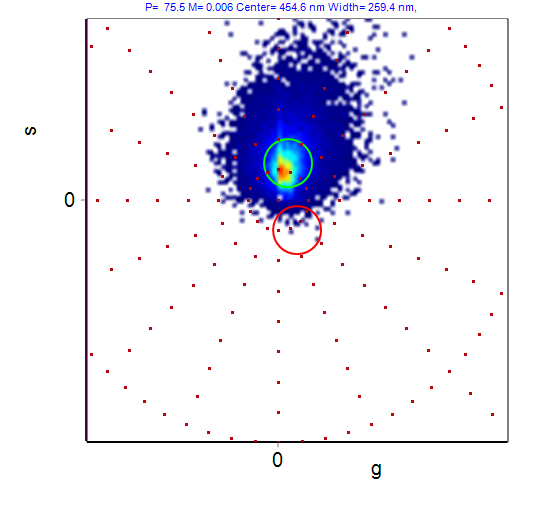 P=  75.5 M= 0.006 Center= 454.6 nm Width= 259.4 nm,
s
0
0
g